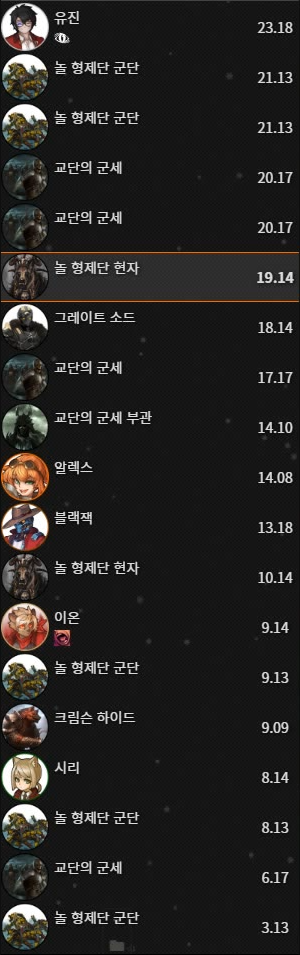 유진 23.18
놀 형제단 군단 21.13
놀 형제단 군단 21.13
교단의 군세 20.17
교단의 군세 20.17
놀 형제단 현자 19.14
그레이트 소드 18.14
교단의 군세 17.17
교단의 군세 부관 14.10
알렉스 14.08
블랙잭 13.18
놀 형제단 현자 10.14
이온 9.14
놀 형제단 군단 9.13
크림슨 하이드 9.09
시리 8.14
놀 형제단 군단 8.13
교단의 군세 6.17
놀 형제단 군단 3.13